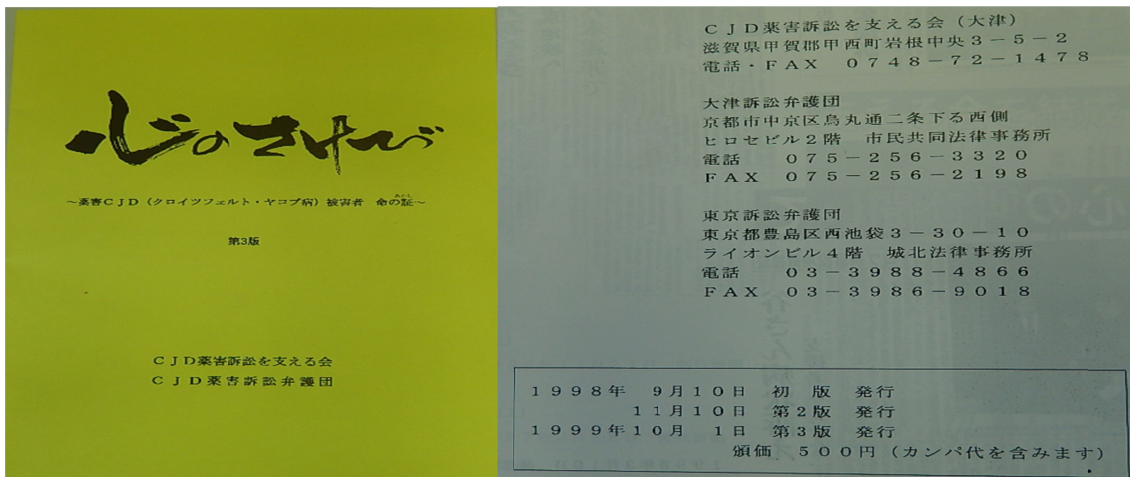 心のさけび
～薬害CJD（クロイツフェルト・ヤコブ病）被害者　命の証～
あかし
第3版
CJD薬害訴訟を支える会
CJD薬害訴訟弁護団
CJD薬害訴訟を支える会（大津）
滋賀県甲賀郡甲西町岩根中央3－5－2
電話・FAX　0748－72－1478
大津訴訟弁護団
京都市中京区烏丸通二条下る西側
ヒロセビル2階　市民共同法律事務所
電話　075－256－3320
FAX　075－256－2198
東京訴訟弁護団
東京都豊島区西池袋3－30－10
ライオンビル4階　城北法律事務所
電話　03－3988－4866
FAX　03－3986－9018
1998年　9月10日　初　版　発行
11月10日　第2版　発行
1999年10月　1日　第3版　発行
頒価　500円（カンパ代を含みます）